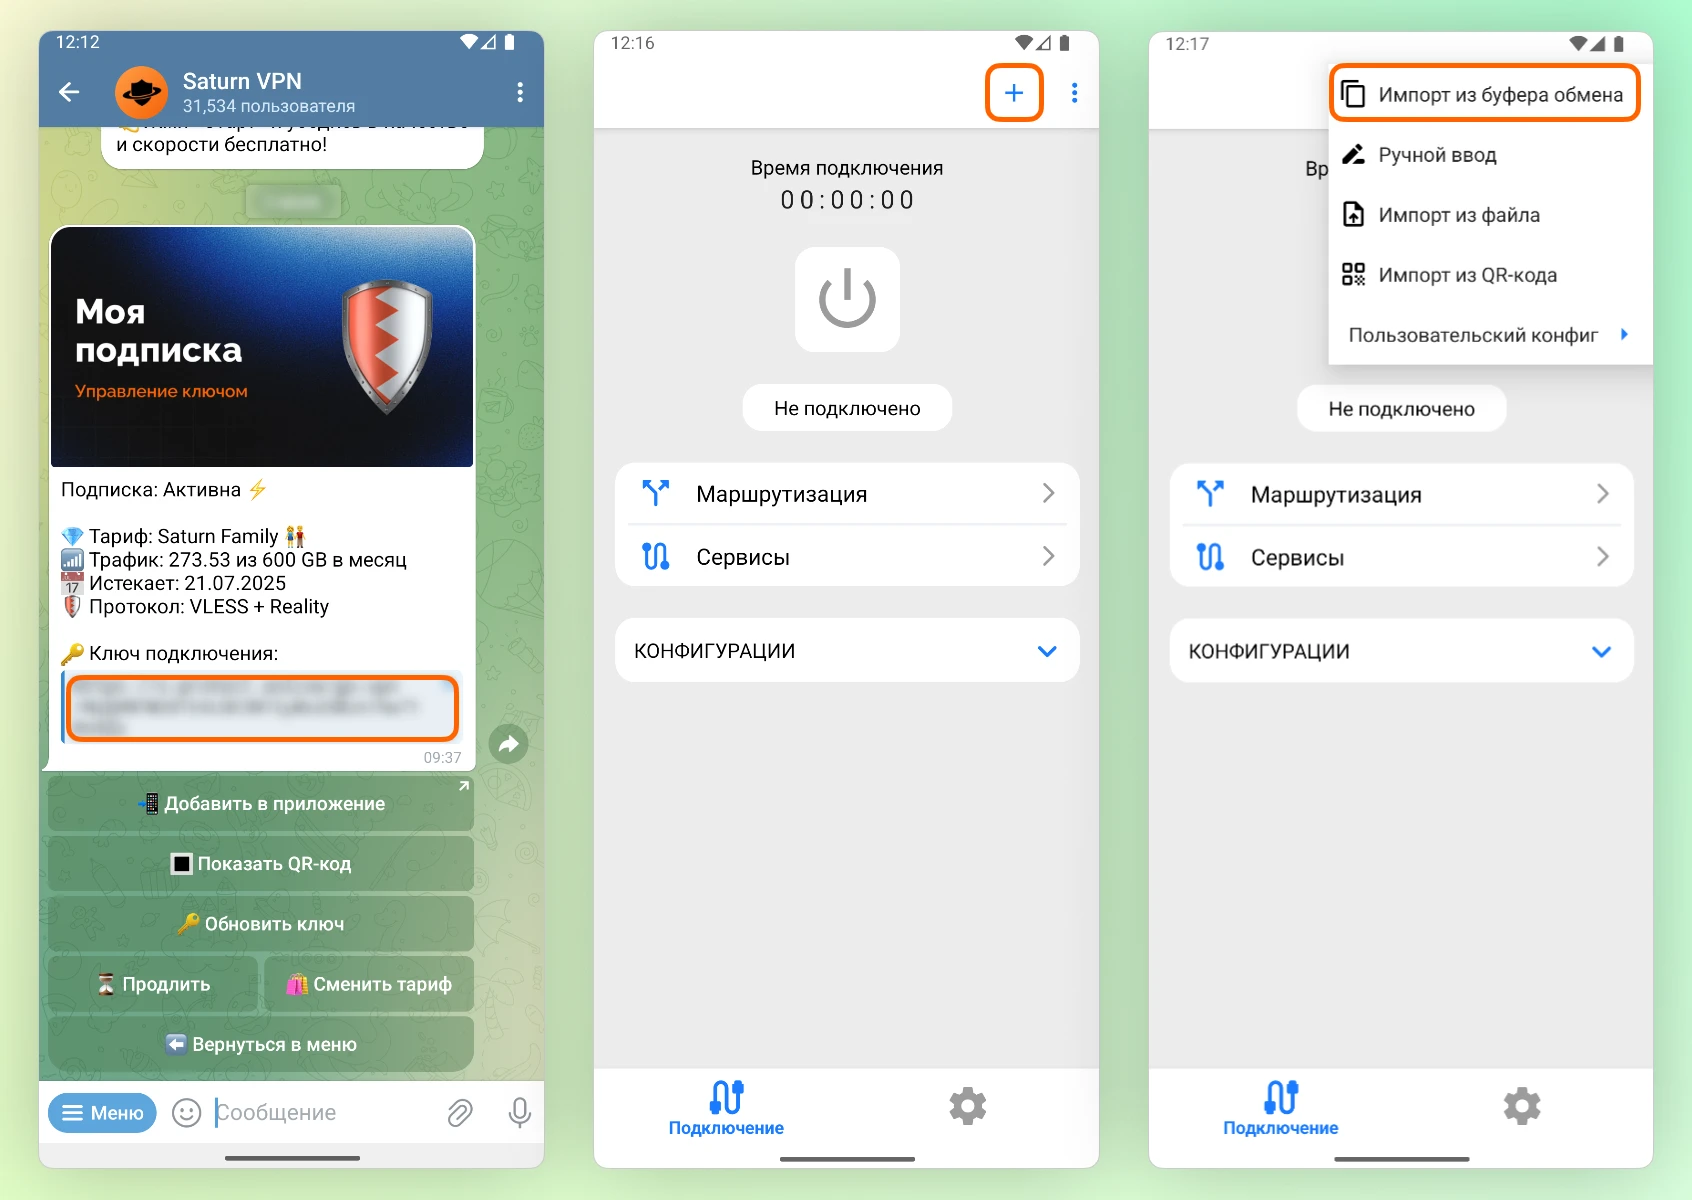 12:12
Saturn VPN
31,534 пользователя
и скорости бесплатно!
Моя
подписка
Управление ключом
Подписка: Активна ⚡
💎 Тариф: Saturn Family 👫
📶 Трафик: 273.53 из 600 GB в месяц
📅 Истекает: 21.07.2025
🛡 Протокол: VLESS + Reality
🔑 Ключ подключения:
09:37
📲 Добавить в приложение
🔳 Показать QR-код
🔑 Обновить ключ
⏳ Продлить
🛍 Сменить тариф
⬅️ Вернуться в меню
Меню
Сообщение
12:16
Время подключения
00:00:00
Не подключено
Маршрутизация
Сервисы
КОНФИГУРАЦИИ
Подключение
12:17
Вр
Импорт из буфера обмена
Ручной ввод
Импорт из файла
Импорт из QR-кода
Пользовательский конфиг
Не подключено
Маршрутизация
Сервисы
КОНФИГУРАЦИИ
Подключение